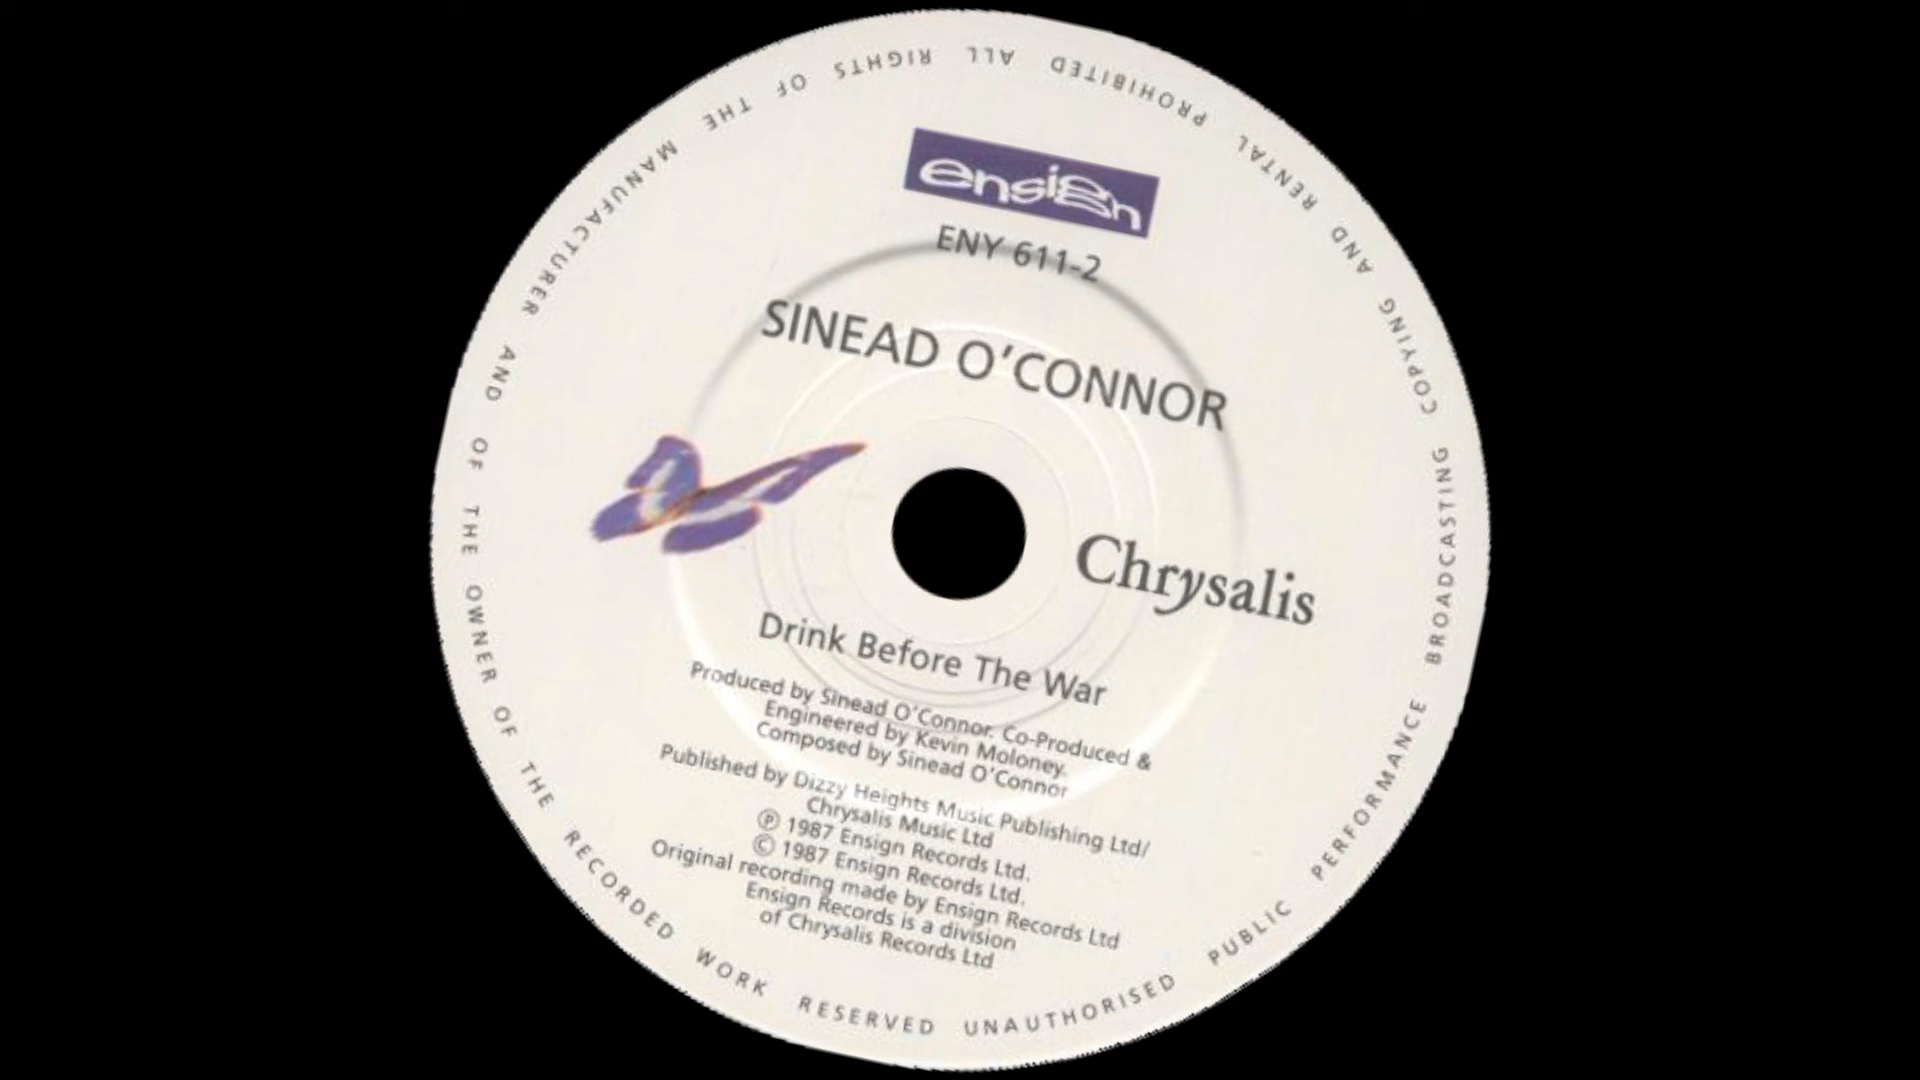 ensign
ENY 611-2
SINEAD O'CONNOR
Chrysalis
Drink Before The War
Produced by Sinead O'Connor. Co-Produced &
Engineered by Kevin Moloney.
Composed by Sinead O'Connor
Published by Dizzy Heights Music Publishing Ltd/
Chrysalis Music Ltd
℗ 1987 Ensign Records Ltd.
© 1987 Ensign Records Ltd.
Original recording made by Ensign Records Ltd
Ensign Records is a division
of Chrysalis Records Ltd
ALL RIGHTS OF THE MANUFACTURER AND OF THE OWNER OF THE RECORDED WORK RESERVED UNAUTHORISED PUBLIC PERFORMANCE BROADCASTING COPYING AND RENTAL PROHIBITED